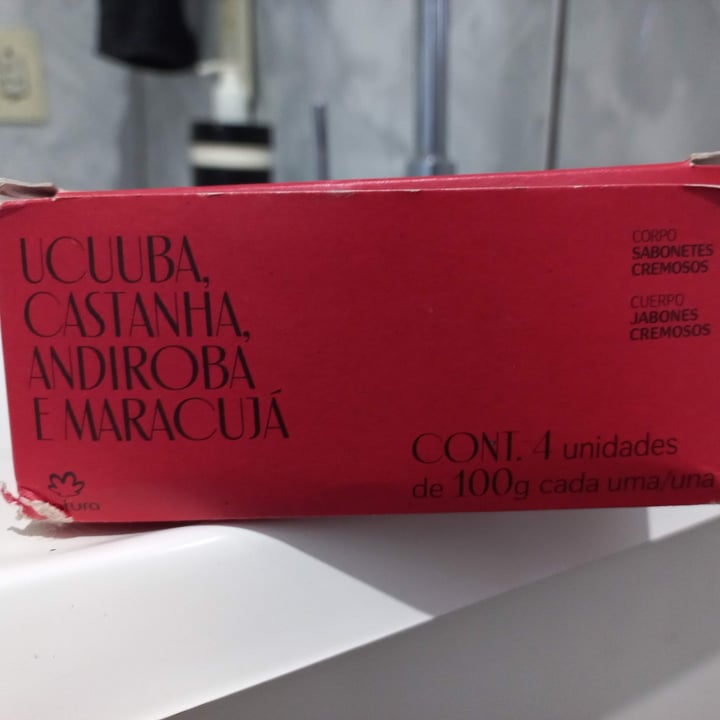 UCUUBA,
CASTANHA,
ANDIROBA
E MARACUJÁ
CORPO
SABONETES
CREMOSOS
CUERPO
JABONES
CREMOSOS
CONT. 4 unidades
de 100g cada uma/una